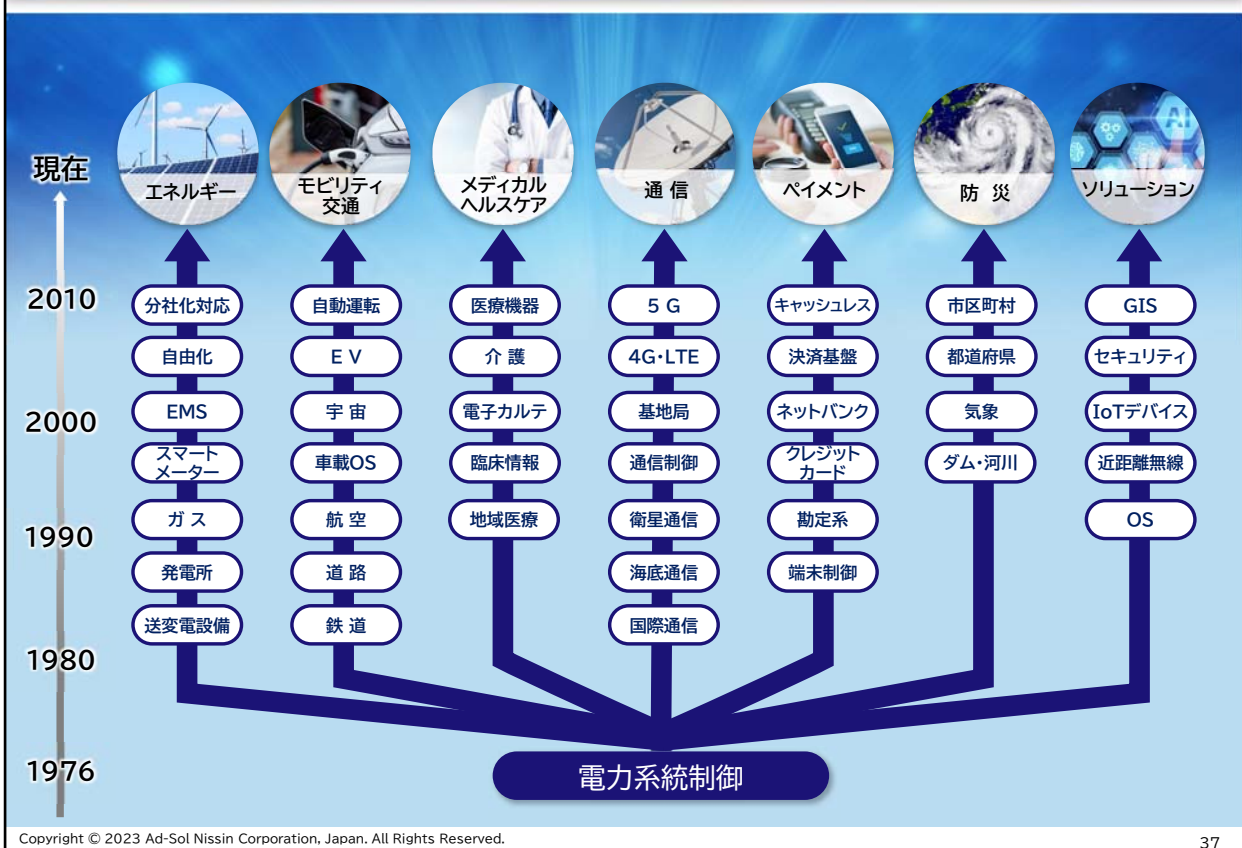 エネルギー
モビリティ
交通
メディカル
ヘルスケア
通 信
ペイメント
防 災
ソリューション
現在
2010
2000
1990
1980
1976
分社化対応
自由化
EMS
スマート
メーター
ガ ス
発電所
送変電設備
自動運転
E V
宇 宙
車載OS
航 空
道 路
鉄 道
医療機器
介 護
電子カルテ
臨床情報
地域医療
5 G
4G・LTE
基地局
通信制御
衛星通信
海底通信
国際通信
キャッシュレス
決済基盤
ネットバンク
クレジット
カード
勘定系
端末制御
市区町村
都道府県
気象
ダム・河川
GIS
セキュリティ
IoTデバイス
近距離無線
OS
電力系統制御
AI
Copyright © 2023 Ad-Sol Nissin Corporation, Japan. All Rights Reserved.
37